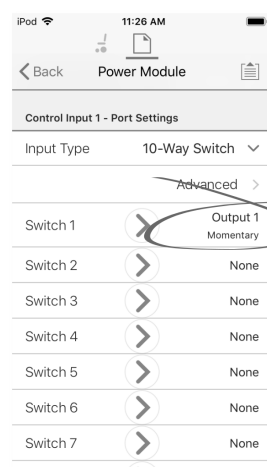 iPod 11:26 AM
Back Power Module
Control Input 1 - Port Settings
Input Type 10-Way Switch
Advanced
Switch 1 Output 1
Momentary
Switch 2 None
Switch 3 None
Switch 4 None
Switch 5 None
Switch 6 None
Switch 7 None